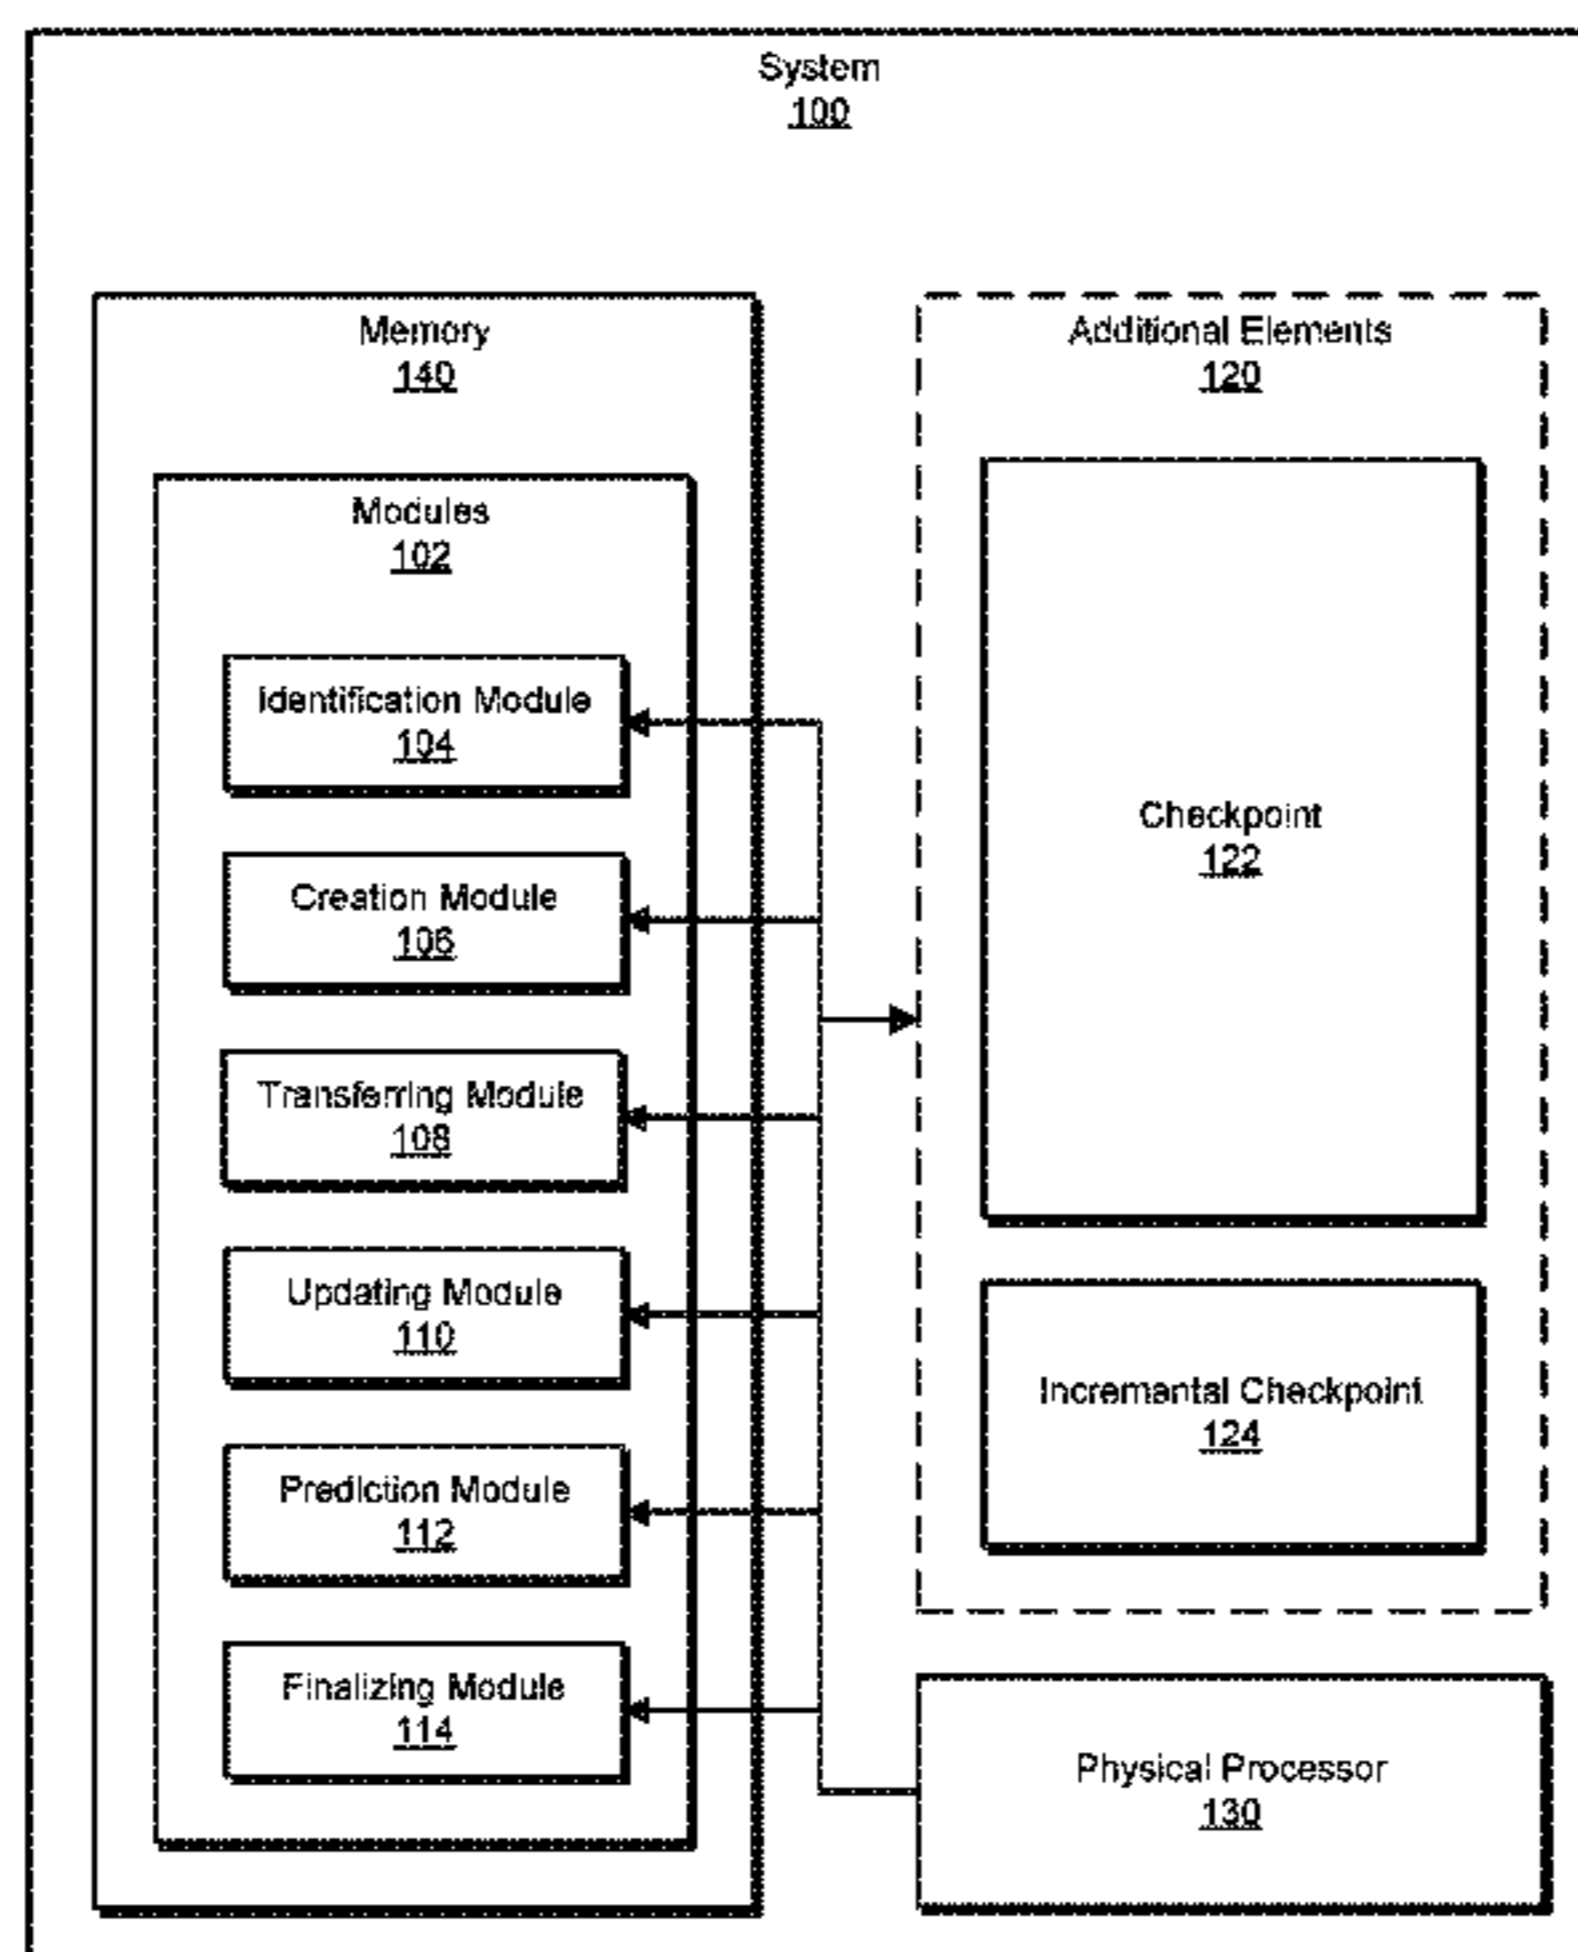 System
100
Memory
140
Modules
102
Identification Module
104
Creation Module
106
Transferring Module
108
Updating Module
110
Prediction Module
112
Finalizing Module
114
Additional Elements
120
Checkpoint
122
Incremantal Checkpoint
124
Physical Processor
130